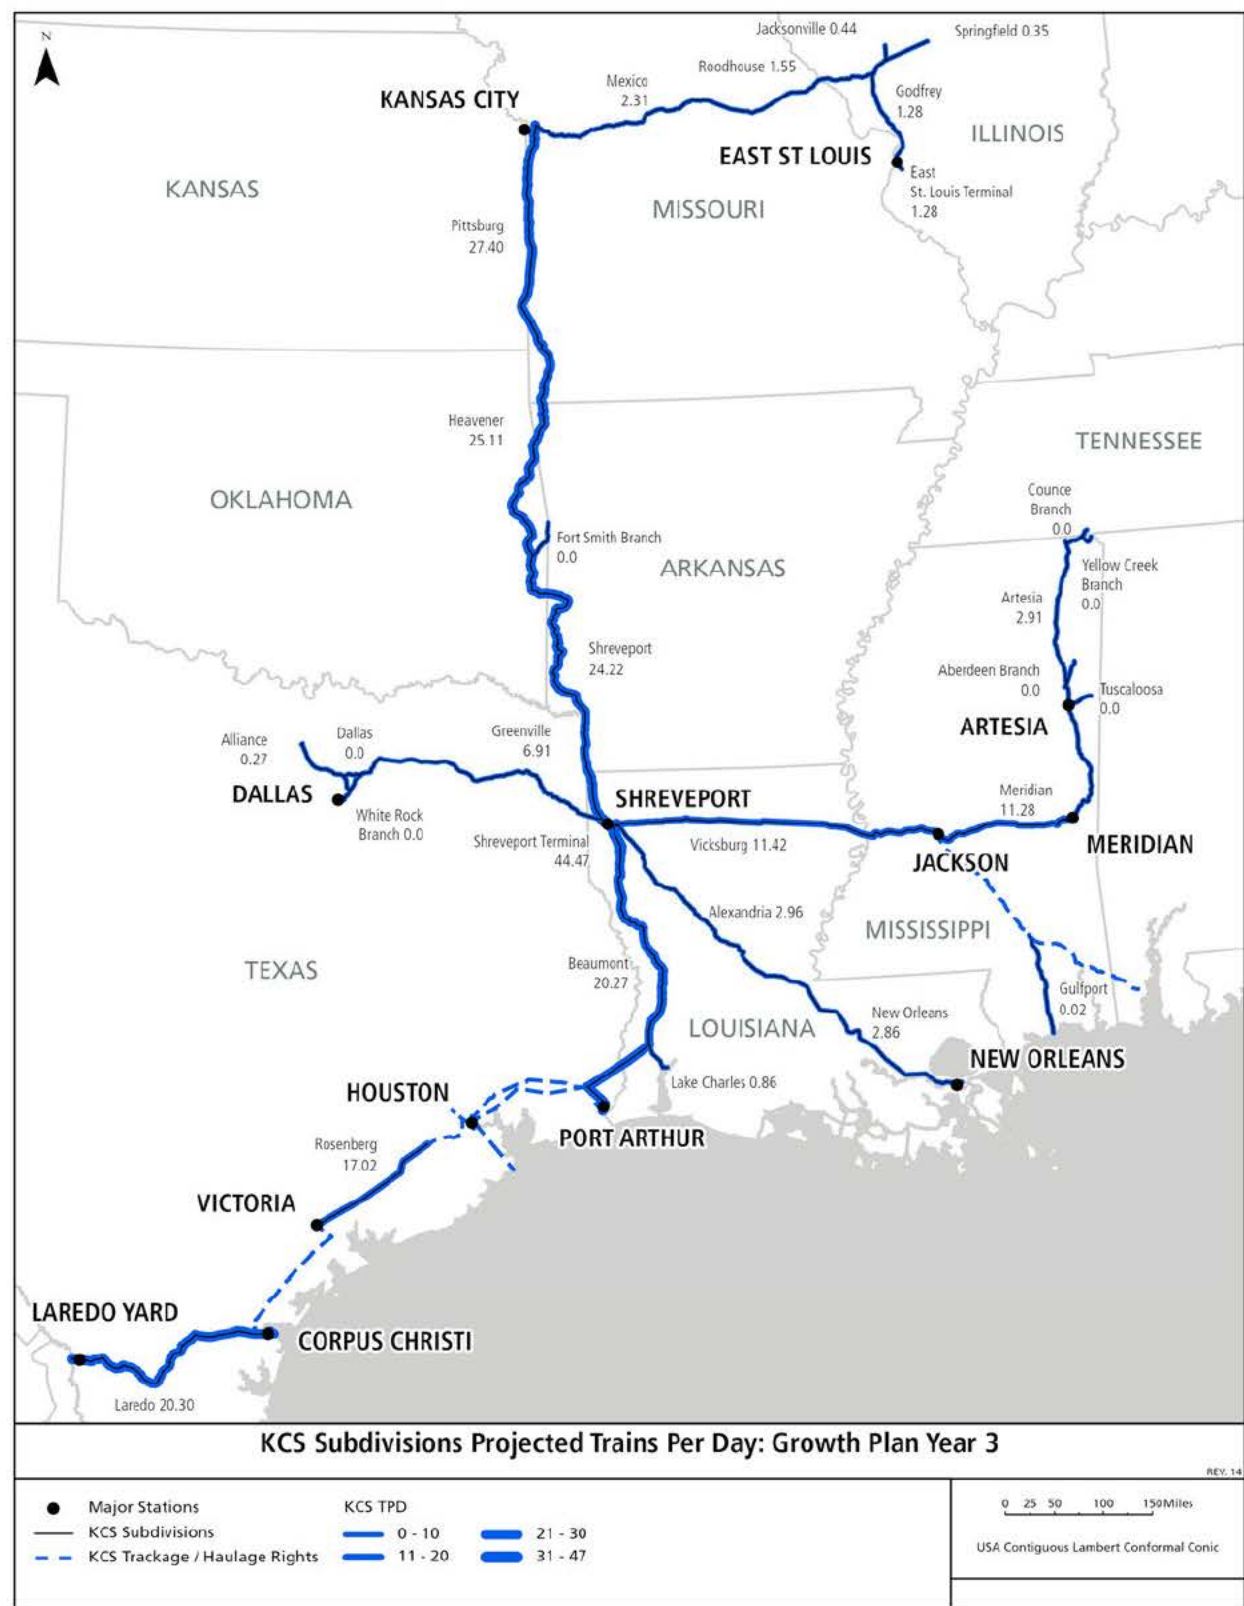 N
Jacksonville 0.44
Springfield 0.35
Roodhouse 1.55
Mexico
2.31
Godfrey
1.28
KANSAS CITY
ILLINOIS
EAST ST LOUIS
East
St. Louis Terminal
1.28
KANSAS
MISSOURI
Pittsburg
27.40
Heavener
25.11
TENNESSEE
OKLAHOMA
Counce
Branch
0.0
Fort Smith Branch
0.0
ARKANSAS
Yellow Creek
Branch
0.0
Artesia
2.91
Shreveport
24.22
Aberdeen Branch
0.0
Tuscaloosa
0.0
ARTESIA
Alliance
0.27
Dallas
0.0
Greenville
6.91
DALLAS
SHREVEPORT
Meridian
11.28
White Rock
Branch 0.0
Shreveport Terminal
44.47
Vicksburg 11.42
JACKSON
MERIDIAN
Alexandria 2.96
MISSISSIPPI
TEXAS
Beaumont
20.27
Gulfport
0.02
LOUISIANA
New Orleans
2.86
NEW ORLEANS
Lake Charles 0.86
HOUSTON
PORT ARTHUR
Rosenberg
17.02
VICTORIA
LAREDO YARD
CORPUS CHRISTI
Laredo 20.30
KCS Subdivisions Projected Trains Per Day: Growth Plan Year 3
REV. 14
Major Stations
KCS Subdivisions
KCS Trackage / Haulage Rights
KCS TPD
0 - 10
11 - 20
21 - 30
31 - 47
0 25 50 100 150 Miles
USA Contiguous Lambert Conformal Conic